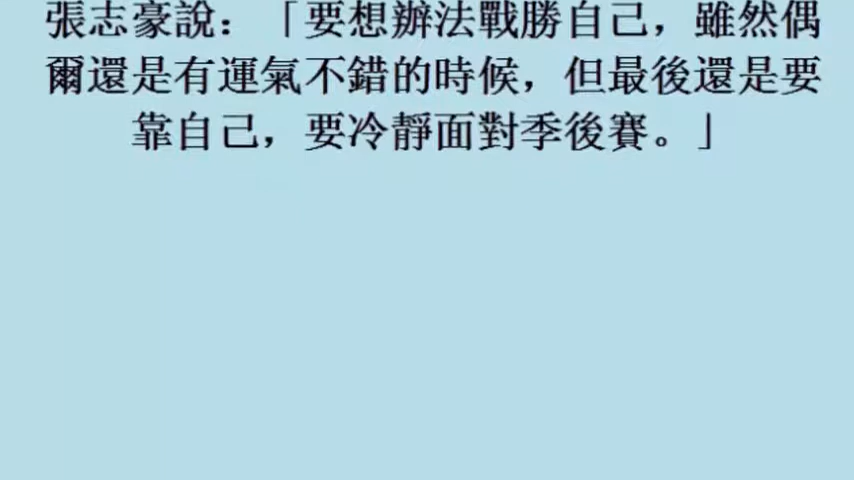 張志豪說：「要想辦法戰勝自己，雖然偶
爾還是有運氣不錯的時候，但最後還是要
靠自己，要冷靜面對季後賽。」